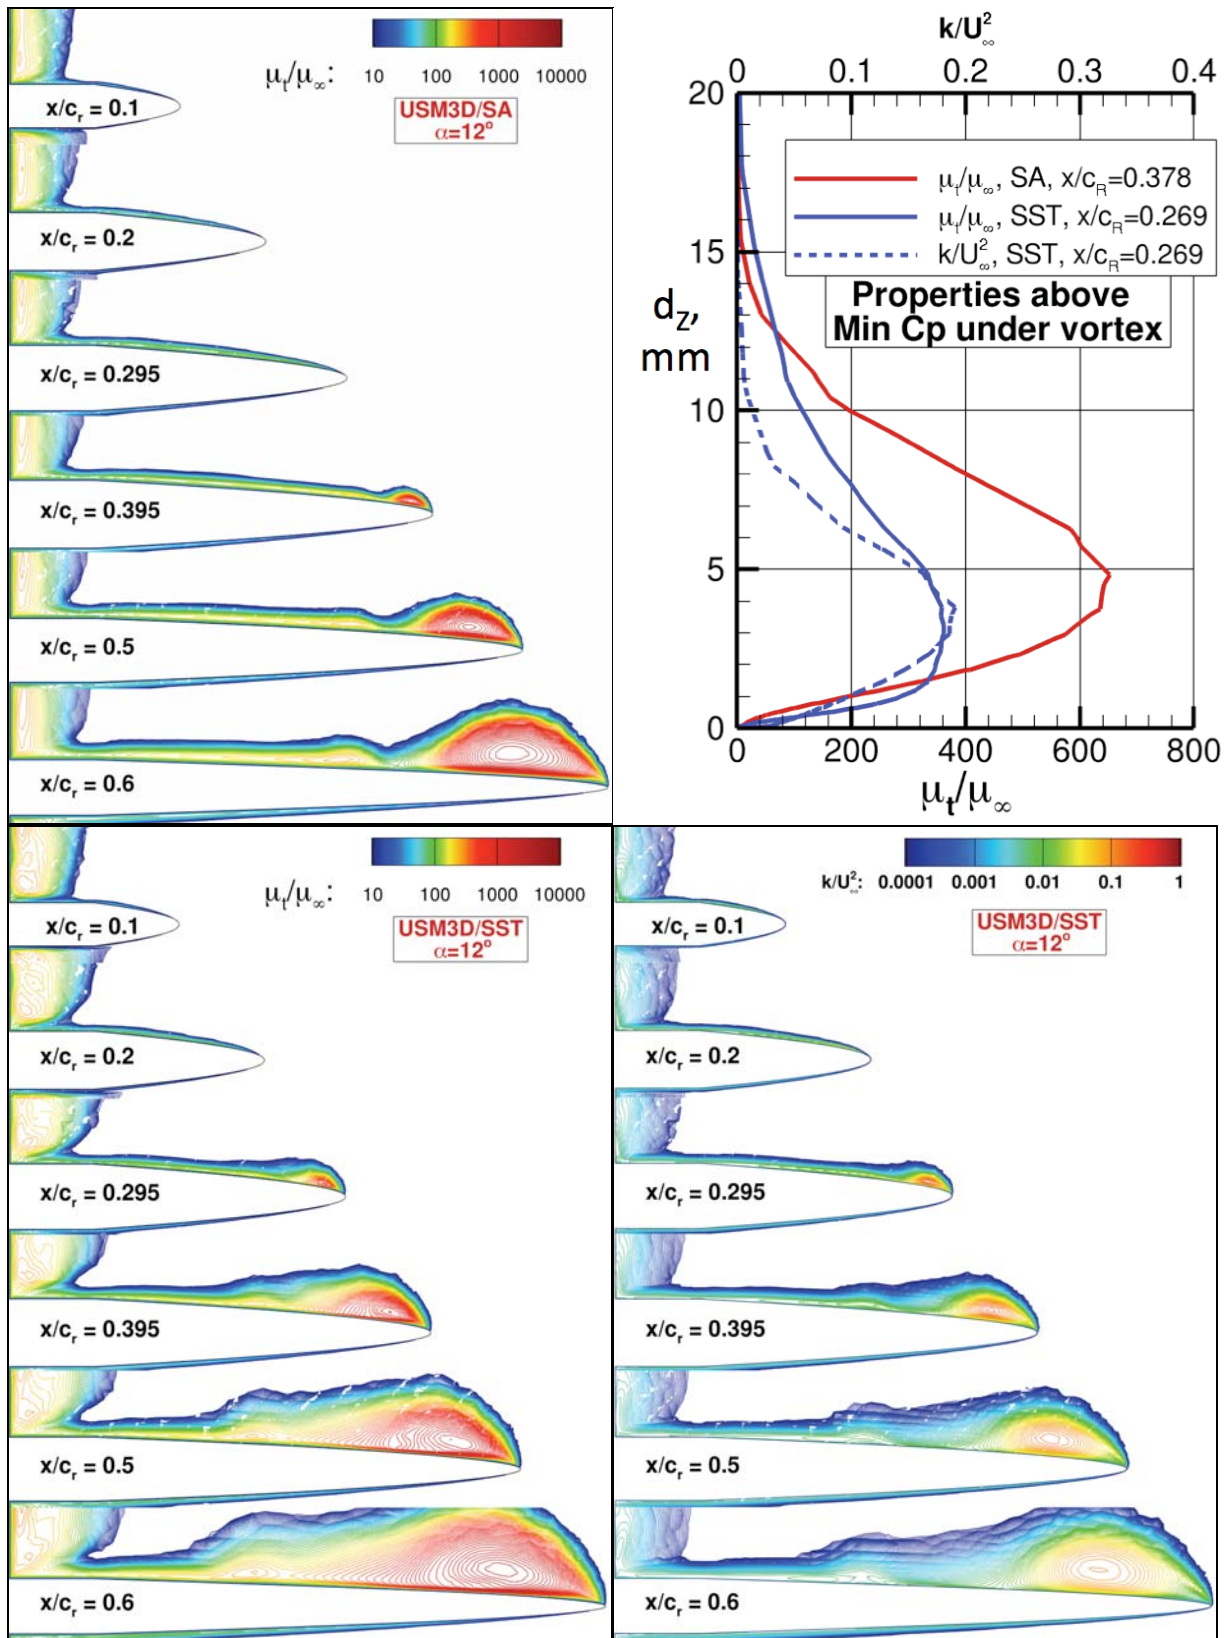 μt/μ∞: 10 100 1000 10000
USM3D/SA
α=12°
x/cr = 0.1
x/cr = 0.2
x/cr = 0.295
x/cr = 0.395
x/cr = 0.5
x/cr = 0.6
k/U²∞
0 0.1 0.2 0.3 0.4
μt/μ∞, SA, x/cR=0.378
μt/μ∞, SST, x/cR=0.269
k/U²∞, SST, x/cR=0.269
Properties above
Min Cp under vortex
dz,
mm
20
15
10
5
0
0 200 400 600 800
μt/μ∞
μt/μ∞: 10 100 1000 10000
USM3D/SST
α=12°
x/cr = 0.1
x/cr = 0.2
x/cr = 0.295
x/cr = 0.395
x/cr = 0.5
x/cr = 0.6
k/U²∞: 0.0001 0.001 0.01 0.1 1
USM3D/SST
α=12°
x/cr = 0.1
x/cr = 0.2
x/cr = 0.295
x/cr = 0.395
x/cr = 0.5
x/cr = 0.6